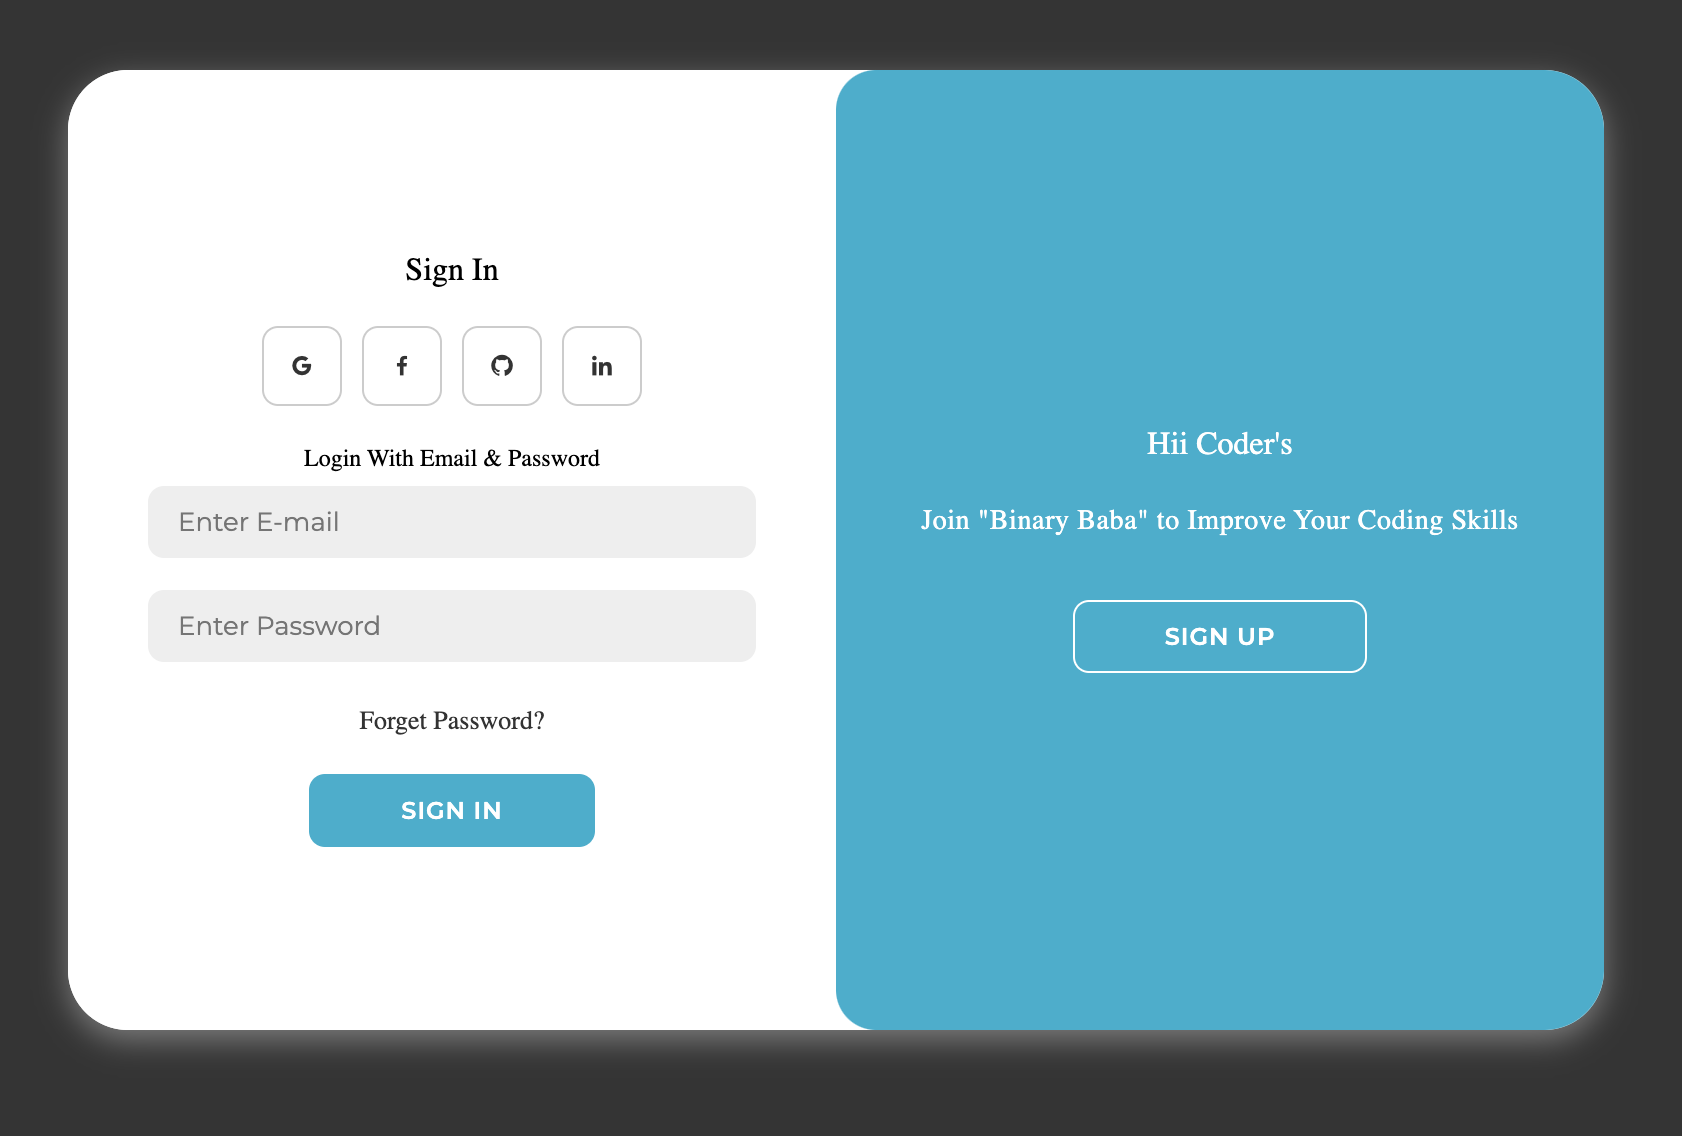 Sign In
Login With Email & Password
Enter E-mail
Enter Password
Forget Password?
SIGN IN
Hii Coder's
Join "Binary Baba" to Improve Your Coding Skills
SIGN UP